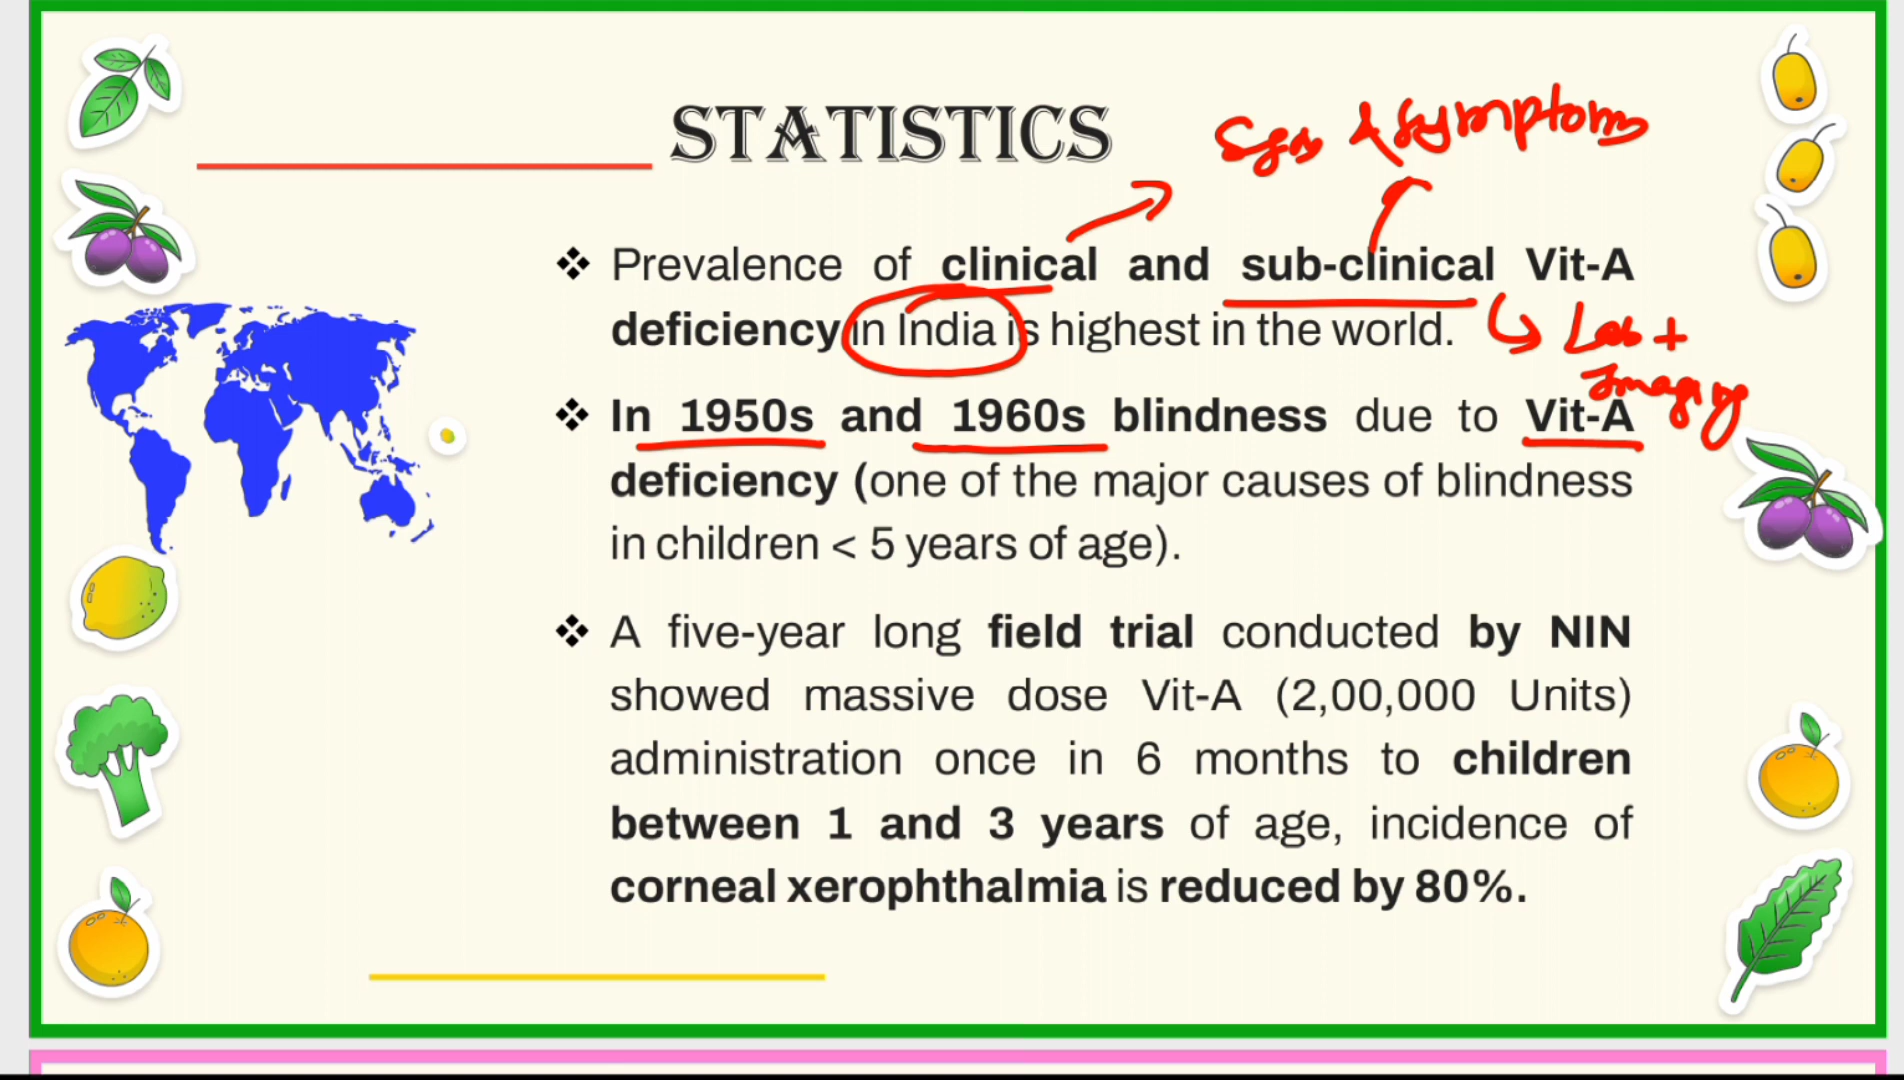 STATISTICS
Signs & Symptoms
❖ Prevalence of clinical and sub-clinical Vit-A
deficiency in India is highest in the world.
Lab +
Imaging
❖ In 1950s and 1960s blindness due to Vit-A
deficiency (one of the major causes of blindness
in children < 5 years of age).
❖ A five-year long field trial conducted by NIN
showed massive dose Vit-A (2,00,000 Units)
administration once in 6 months to children
between 1 and 3 years of age, incidence of
corneal xerophthalmia is reduced by 80%.